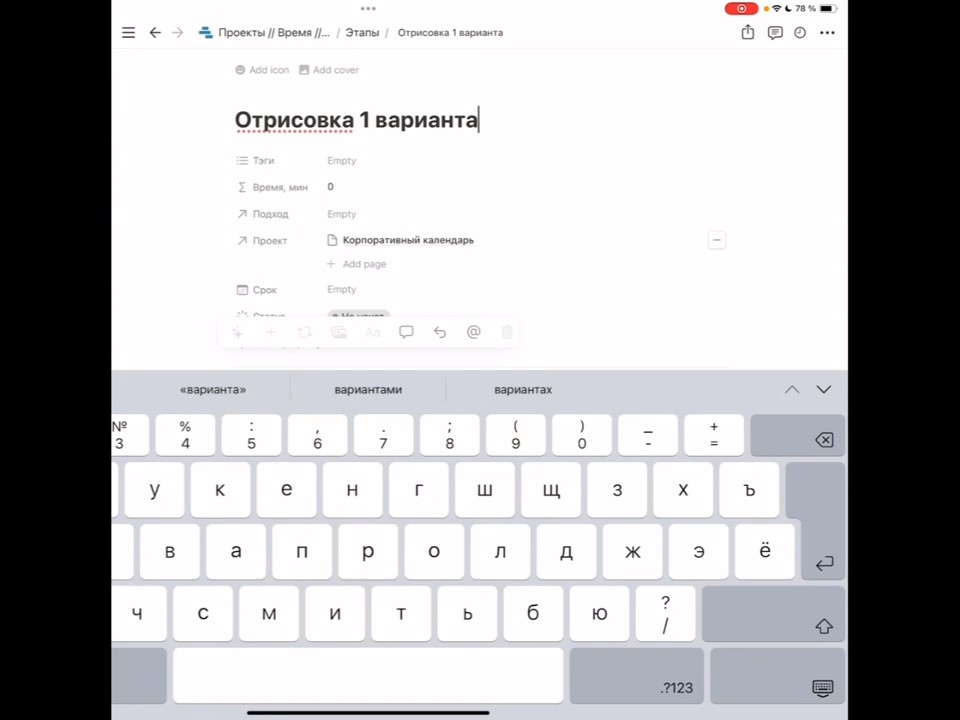 78 %
Проекты // Время //... / Этапы / Отрисовка 1 варианта
Add icon Add cover
Отрисовка 1 варианта
Тэги Empty
Время, мин 0
Подход Empty
Проект Корпоративный календарь
Add page
Срок Empty
Aa @
«варианта» вариантами вариантах
№ % : , . ; ( ) _ +
3 4 5 6 7 8 9 0 - =
у к е н г ш щ з х ъ
в а п р о л д ж э ё
ч с м и т ь б ю ? /
.?123